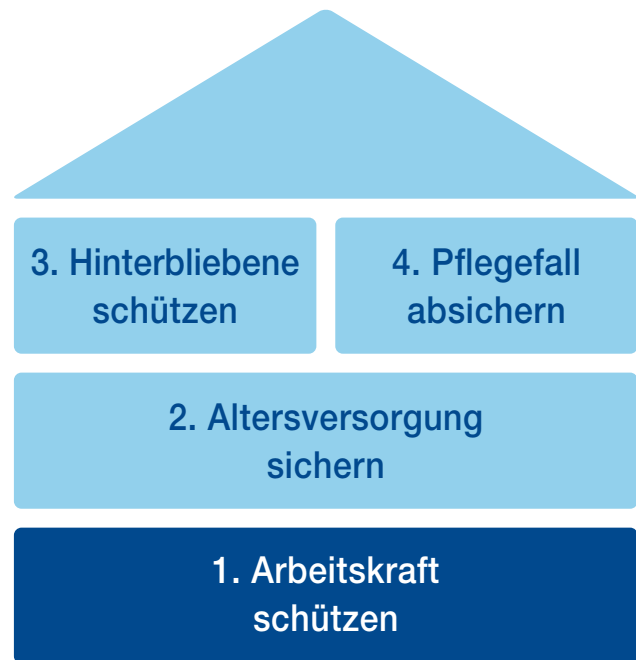 3. Hinterbliebene
schützen
4. Pflegefall
absichern
2. Altersversorgung
sichern
1. Arbeitskraft
schützen